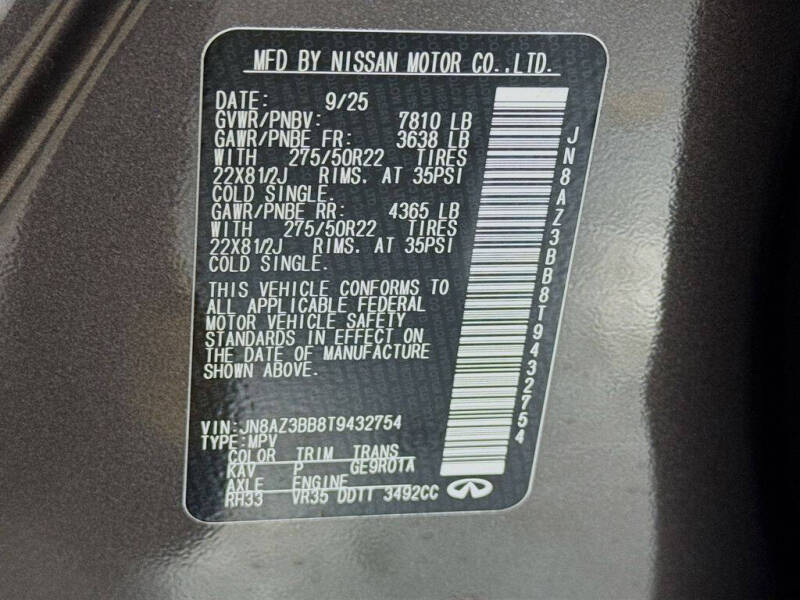 MFD BY NISSAN MOTOR CO.,LTD.
DATE: 9/25
GVWR/PNBV: 7810 LB
GAWR/PNBE FR: 3638 LB
WITH 275/50R22 TIRES
22X81/2J RIMS. AT 35PSI
COLD SINGLE.
GAWR/PNBE RR: 4365 LB
WITH 275/50R22 TIRES
22X81/2J RIMS. AT 35PSI
COLD SINGLE.
THIS VEHICLE CONFORMS TO
ALL APPLICABLE FEDERAL
MOTOR VEHICLE SAFETY
STANDARDS IN EFFECT ON
THE DATE OF MANUFACTURE
SHOWN ABOVE.
VIN:JN8AZ3BB8T9432754
TYPE:MPV
COLOR TRIM TRANS
KAV P GE9R01A
AXLE ENGINE
RH33 VR35 DDTT 3492CC
JN8AZ3BB8T9432754